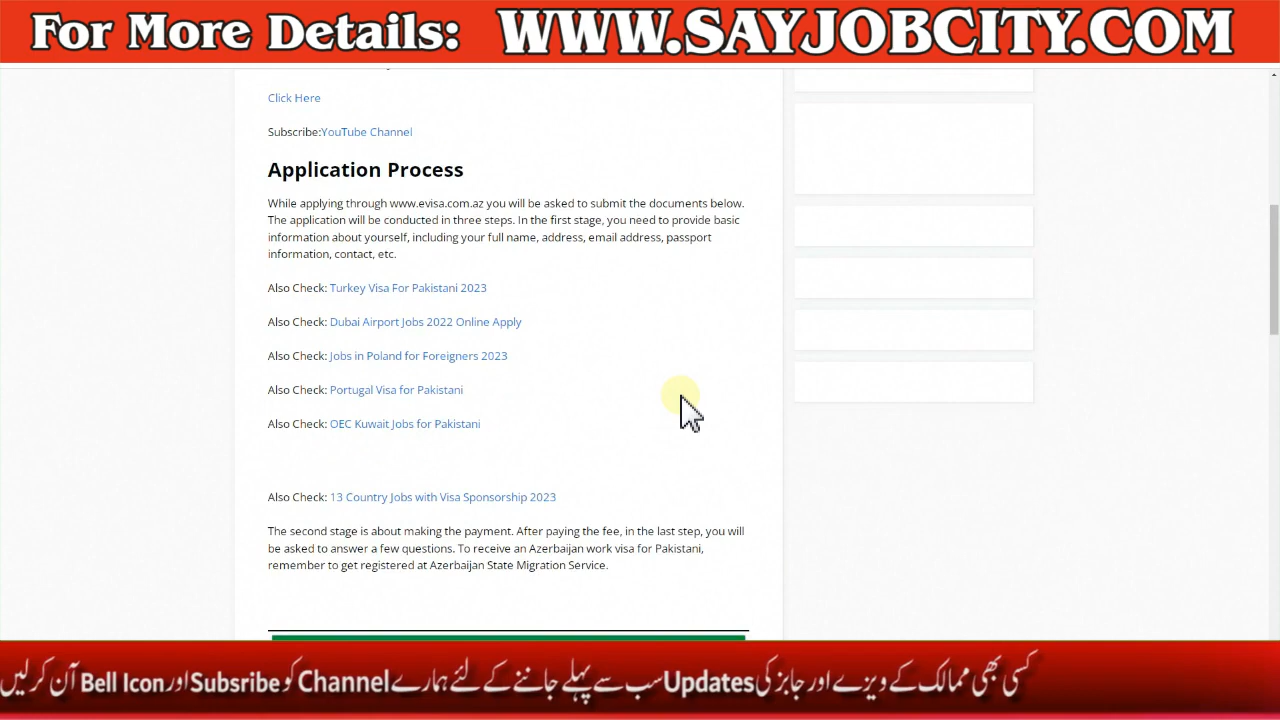 For More Details: WWW.SAYJOBCITY.COM
Click Here
Subscribe:YouTube Channel
Application Process
While applying through www.evisa.com.az you will be asked to submit the documents below.
The application will be conducted in three steps. In the first stage, you need to provide basic
information about yourself, including your full name, address, email address, passport
information, contact, etc.
Also Check: Turkey Visa For Pakistani 2023
Also Check: Dubai Airport Jobs 2022 Online Apply
Also Check: Jobs in Poland for Foreigners 2023
Also Check: Portugal Visa for Pakistani
Also Check: OEC Kuwait Jobs for Pakistani
Also Check: 13 Country Jobs with Visa Sponsorship 2023
The second stage is about making the payment. After paying the fee, in the last step, you will
be asked to answer a few questions. To receive an Azerbaijan work visa for Pakistani,
remember to get registered at Azerbaijan State Migration Service.
کسی بھی ممالک کے ویزے اور جابز کی Updates سب سے پہلے جاننے کے لئے ہمارے Channel کو Subsribe اور Bell Icon آن کرلیں